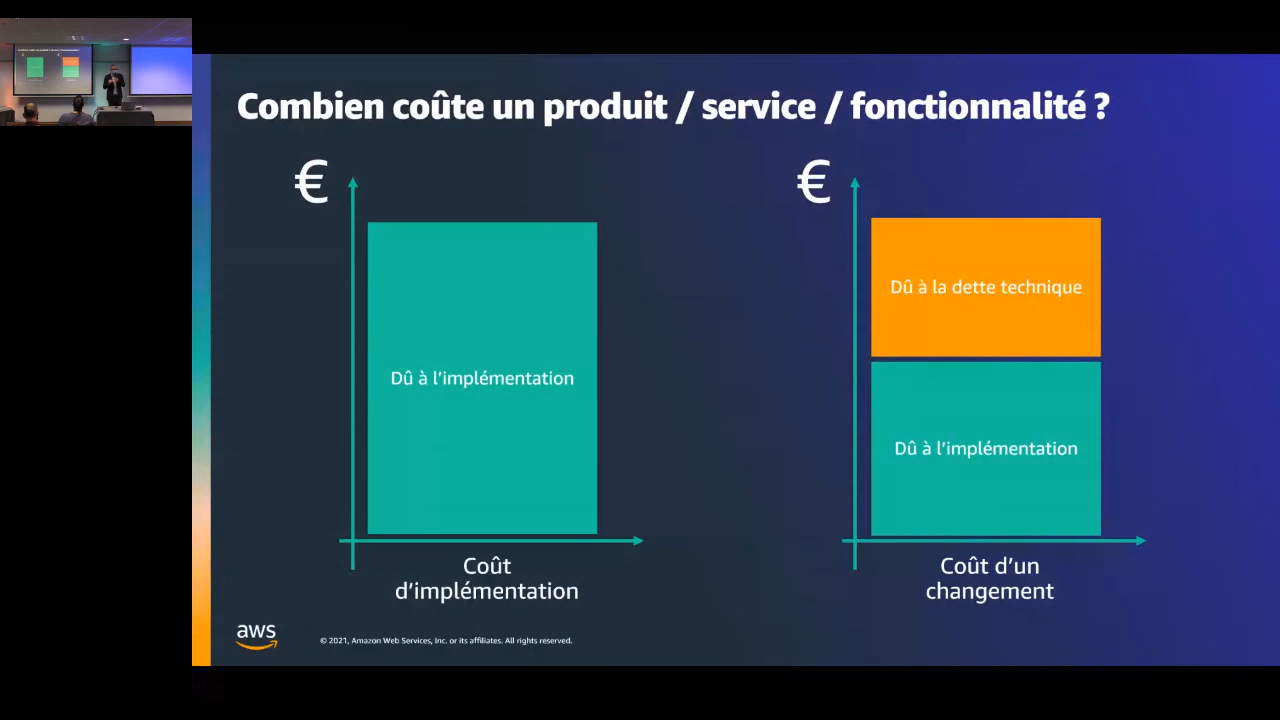 Combien coûte un produit / service / fonctionnalité ?
€
€
Dû à l'implémentation
Dû à la dette technique
Dû à l'implémentation
Coût
d'implémentation
Coût d'un
changement
aws
© 2021, Amazon Web Services, Inc. or its affiliates. All rights reserved.